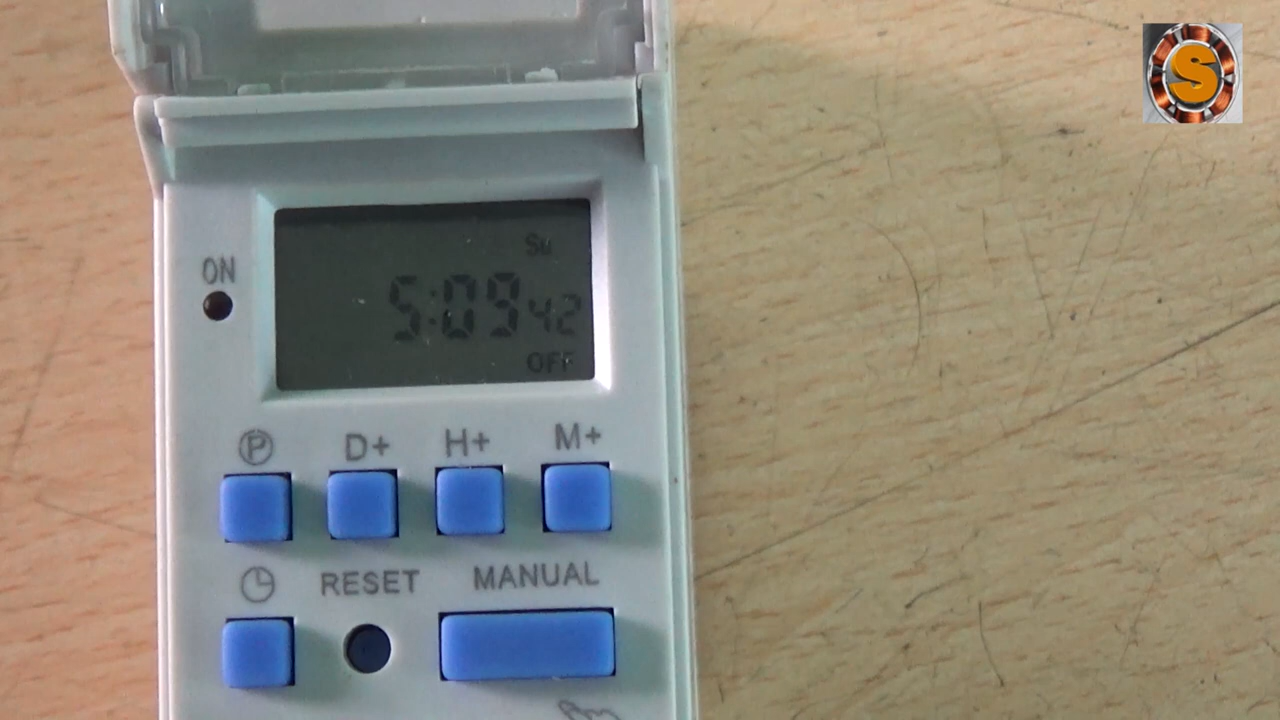 S
ON
Su
5:09 42
OFF
P D+ H+ M+
RESET MANUAL